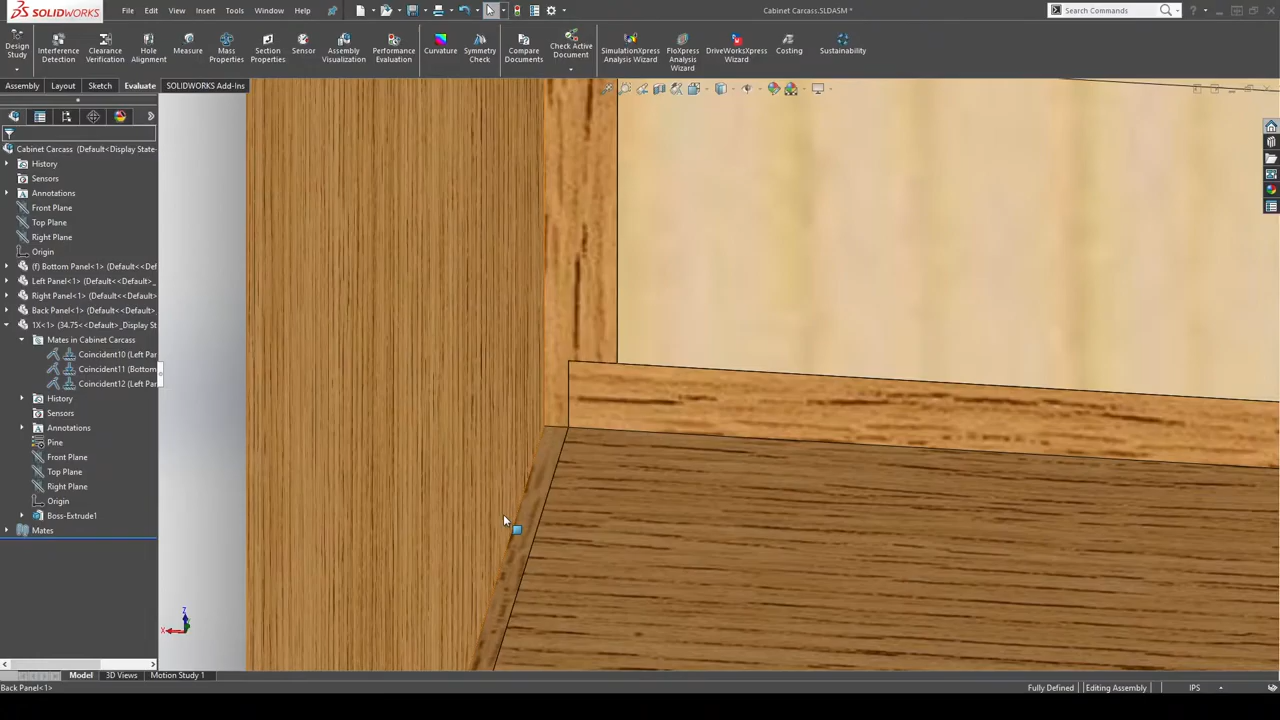 SOLIDWORKS
File Edit View Insert Tools Window Help
Cabinet Carcass.SLDASM *
Search Commands
Design Study
Interference Detection
Clearance Verification
Hole Alignment
Measure
Mass Properties
Section Properties
Sensor
Assembly Visualization
Performance Evaluation
Curvature
Symmetry Check
Compare Documents
Check Active Document
SimulationXpress Analysis Wizard
FloXpress Analysis Wizard
DriveWorksXpress Wizard
Costing
Sustainability
Assembly Layout Sketch Evaluate SOLIDWORKS Add-Ins
Cabinet Carcass (Default<Display State-
History
Sensors
Annotations
Front Plane
Top Plane
Right Plane
Origin
(f) Bottom Panel<1> (Default<<Def
Left Panel<1> (Default<<Default>_
Right Panel<1> (Default<<Default>
Back Panel<1> (Default<<Default>_
1X<1> (34.75<<Default>_Display St
Mates in Cabinet Carcass
Coincident10 (Left Pa
Coincident11 (Bottom
Coincident12 (Left Pa
History
Sensors
Annotations
Pine
Front Plane
Top Plane
Right Plane
Origin
Boss-Extrude1
Mates
Z
X
Model 3D Views Motion Study 1
Back Panel<1>
Fully Defined
Editing Assembly
IPS